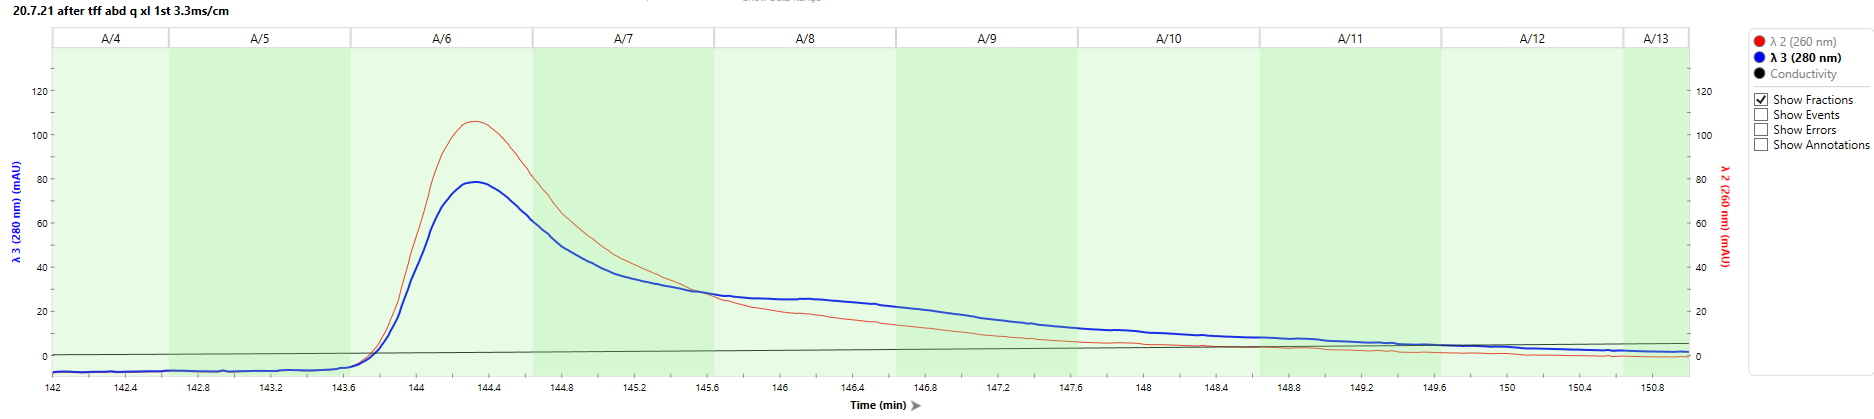 20.7.21 after tff abd q xl 1st 3.3ms/cm
A/4 A/5 A/6 A/7 A/8 A/9 A/10 A/11 A/12 A/13
λ 2 (260 nm)
λ 3 (280 nm)
Conductivity
Show Fractions
Show Events
Show Errors
Show Annotations
λ 3 (280 nm) (mAU)
120
100
80
60
40
20
0
120
100
80
60
40
20
0
λ 2 (260 nm) (mAU)
142 142.4 142.8 143.2 143.6 144 144.4 144.8 145.2 145.6 146 146.4 146.8 147.2 147.6 148 148.4 148.8 149.2 149.6 150 150.4 150.8
Time (min)